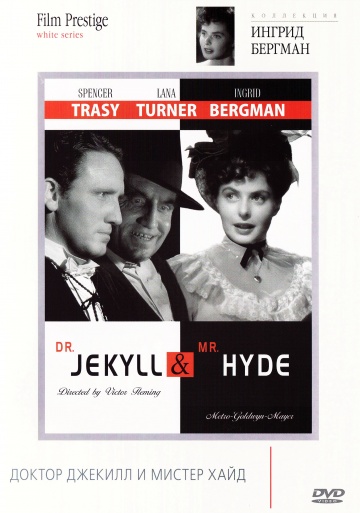 Film Prestige
white series
КОЛЛЕКЦИЯ
ИНГРИД
БЕРГМАН
SPENCER LANA INGRID
TRASY TURNER BERGMAN
DR. JEKYLL & MR. HYDE
Directed by Victor Fleming
Metro-Goldwyn-Mayer
ДОКТОР ДЖЕКИЛЛ И МИСТЕР ХАЙД
DVD
VIDEO